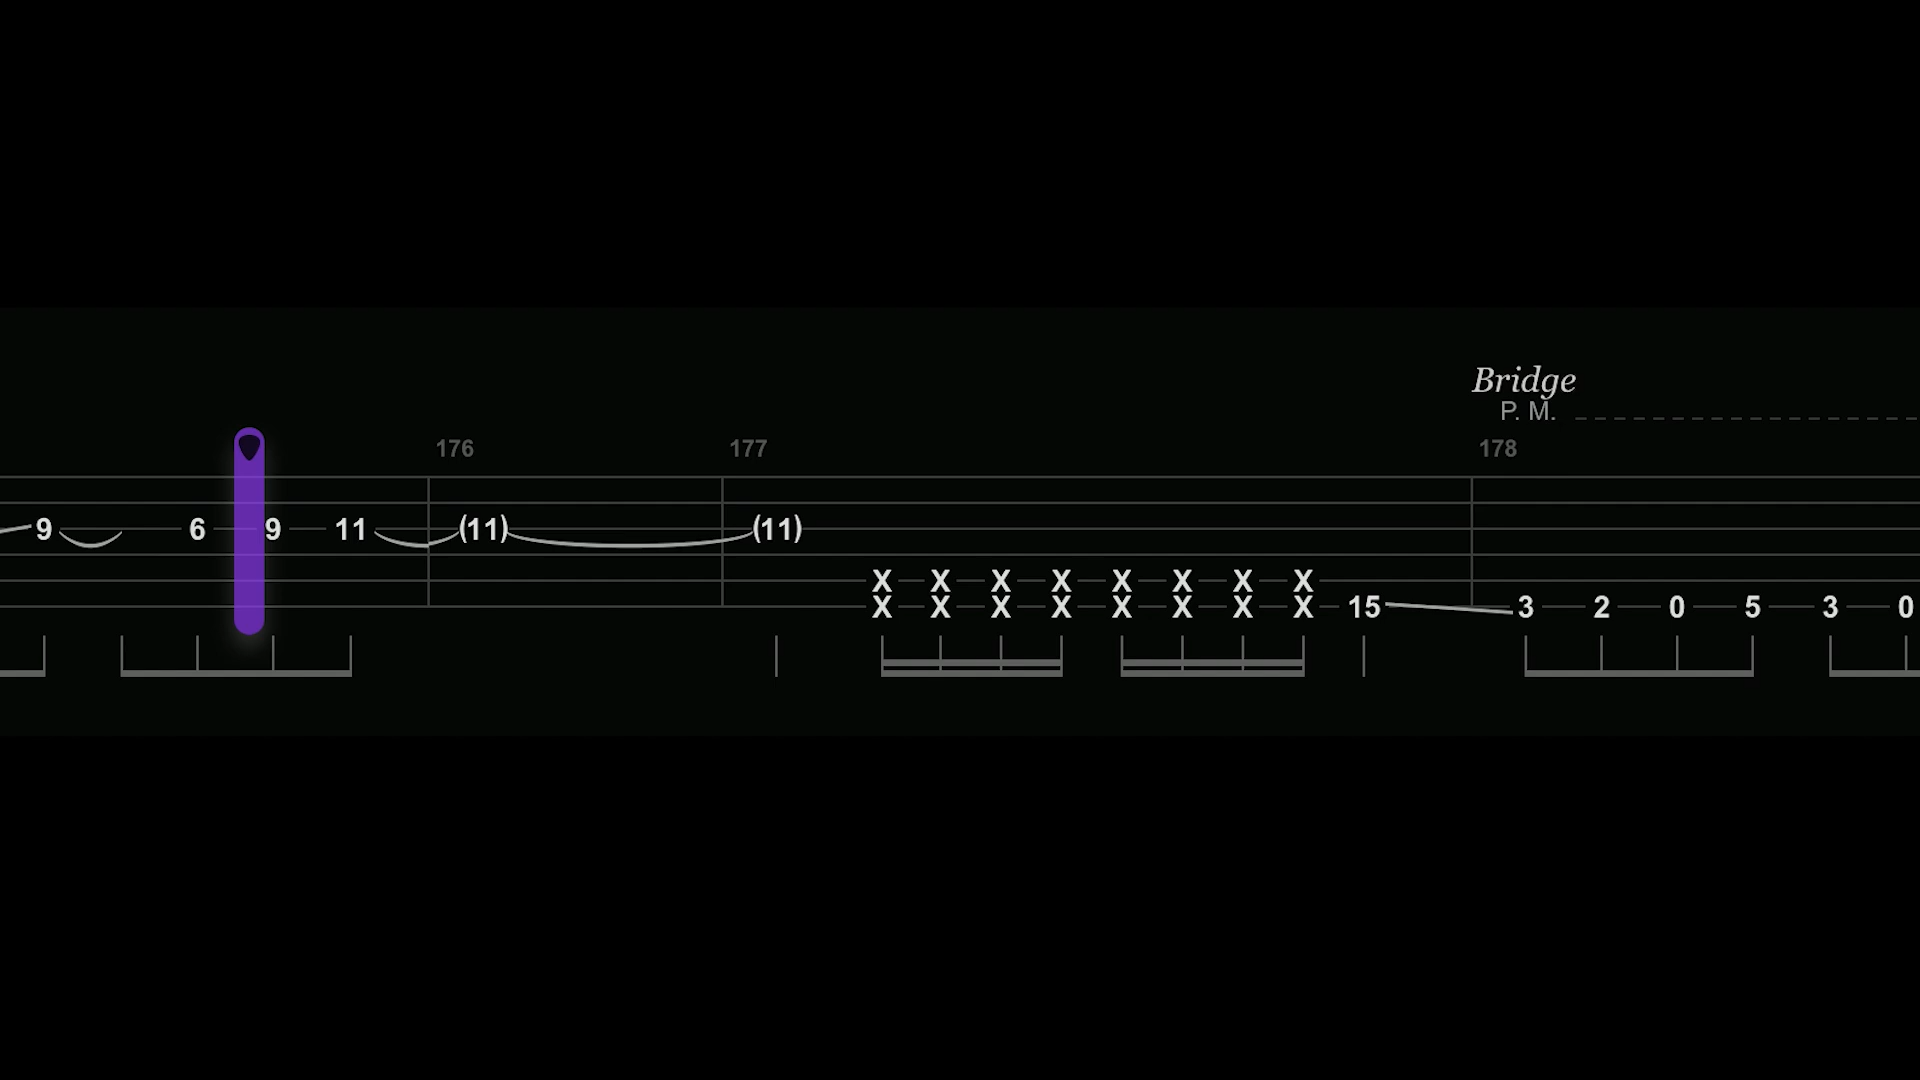 Bridge
P. M.
176 177 178
9 6 9 11 (11) (11)
X X X X X X X X
X X X X X X X X 15 3 2 0 5 3 0